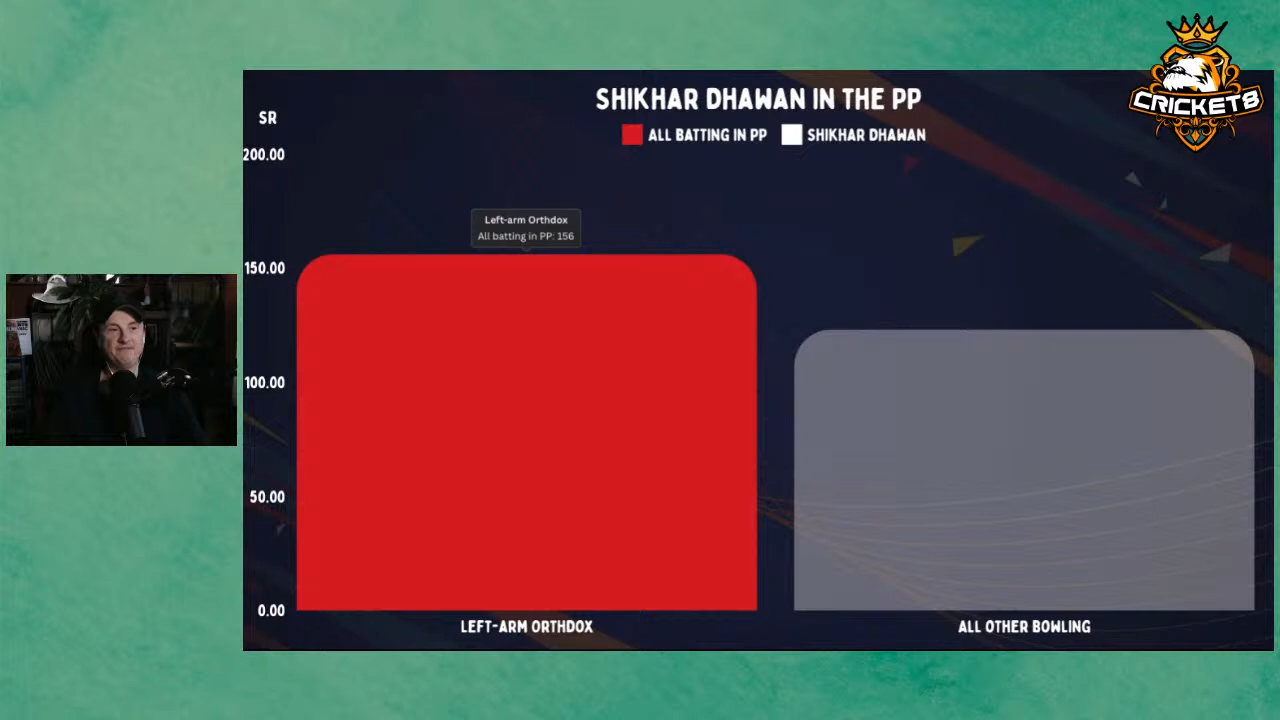 CRICKET8
SHIKHAR DHAWAN IN THE PP
ALL BATTING IN PP SHIKHAR DHAWAN
SR
200.00
150.00
100.00
50.00
0.00
Left-arm Orthdox
All batting in PP: 156
LEFT-ARM ORTHDOX
ALL OTHER BOWLING